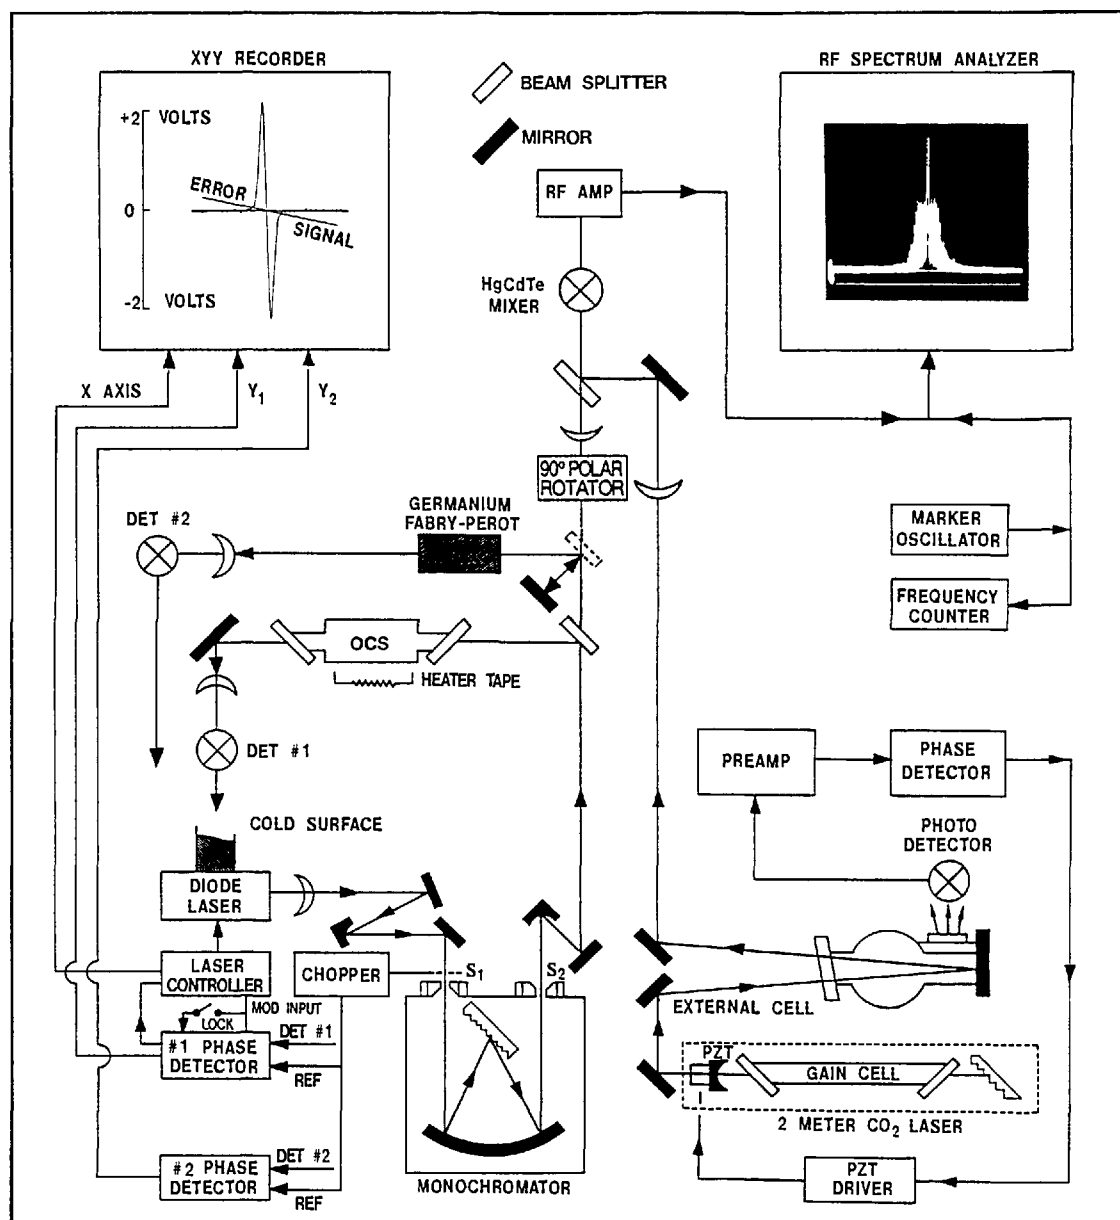 XYY RECORDER
+2 VOLTS
ERROR
0
SIGNAL
-2 VOLTS
X AXIS
Y1
Y2
BEAM SPLITTER
MIRROR
RF SPECTRUM ANALYZER
RF AMP
HgCdTe
MIXER
90° POLAR
ROTATOR
GERMANIUM
FABRY-PEROT
DET #2
OCS
HEATER TAPE
DET #1
MARKER
OSCILLATOR
FREQUENCY
COUNTER
PREAMP
PHASE
DETECTOR
PHOTO
DETECTOR
COLD SURFACE
DIODE
LASER
LASER
CONTROLLER
CHOPPER
S1
S2
MOD INPUT
LOCK
#1 PHASE
DETECTOR
DET #1
REF
#2 PHASE
DETECTOR
DET #2
REF
MONOCHROMATOR
EXTERNAL CELL
PZT
GAIN CELL
2 METER CO2 LASER
PZT
DRIVER